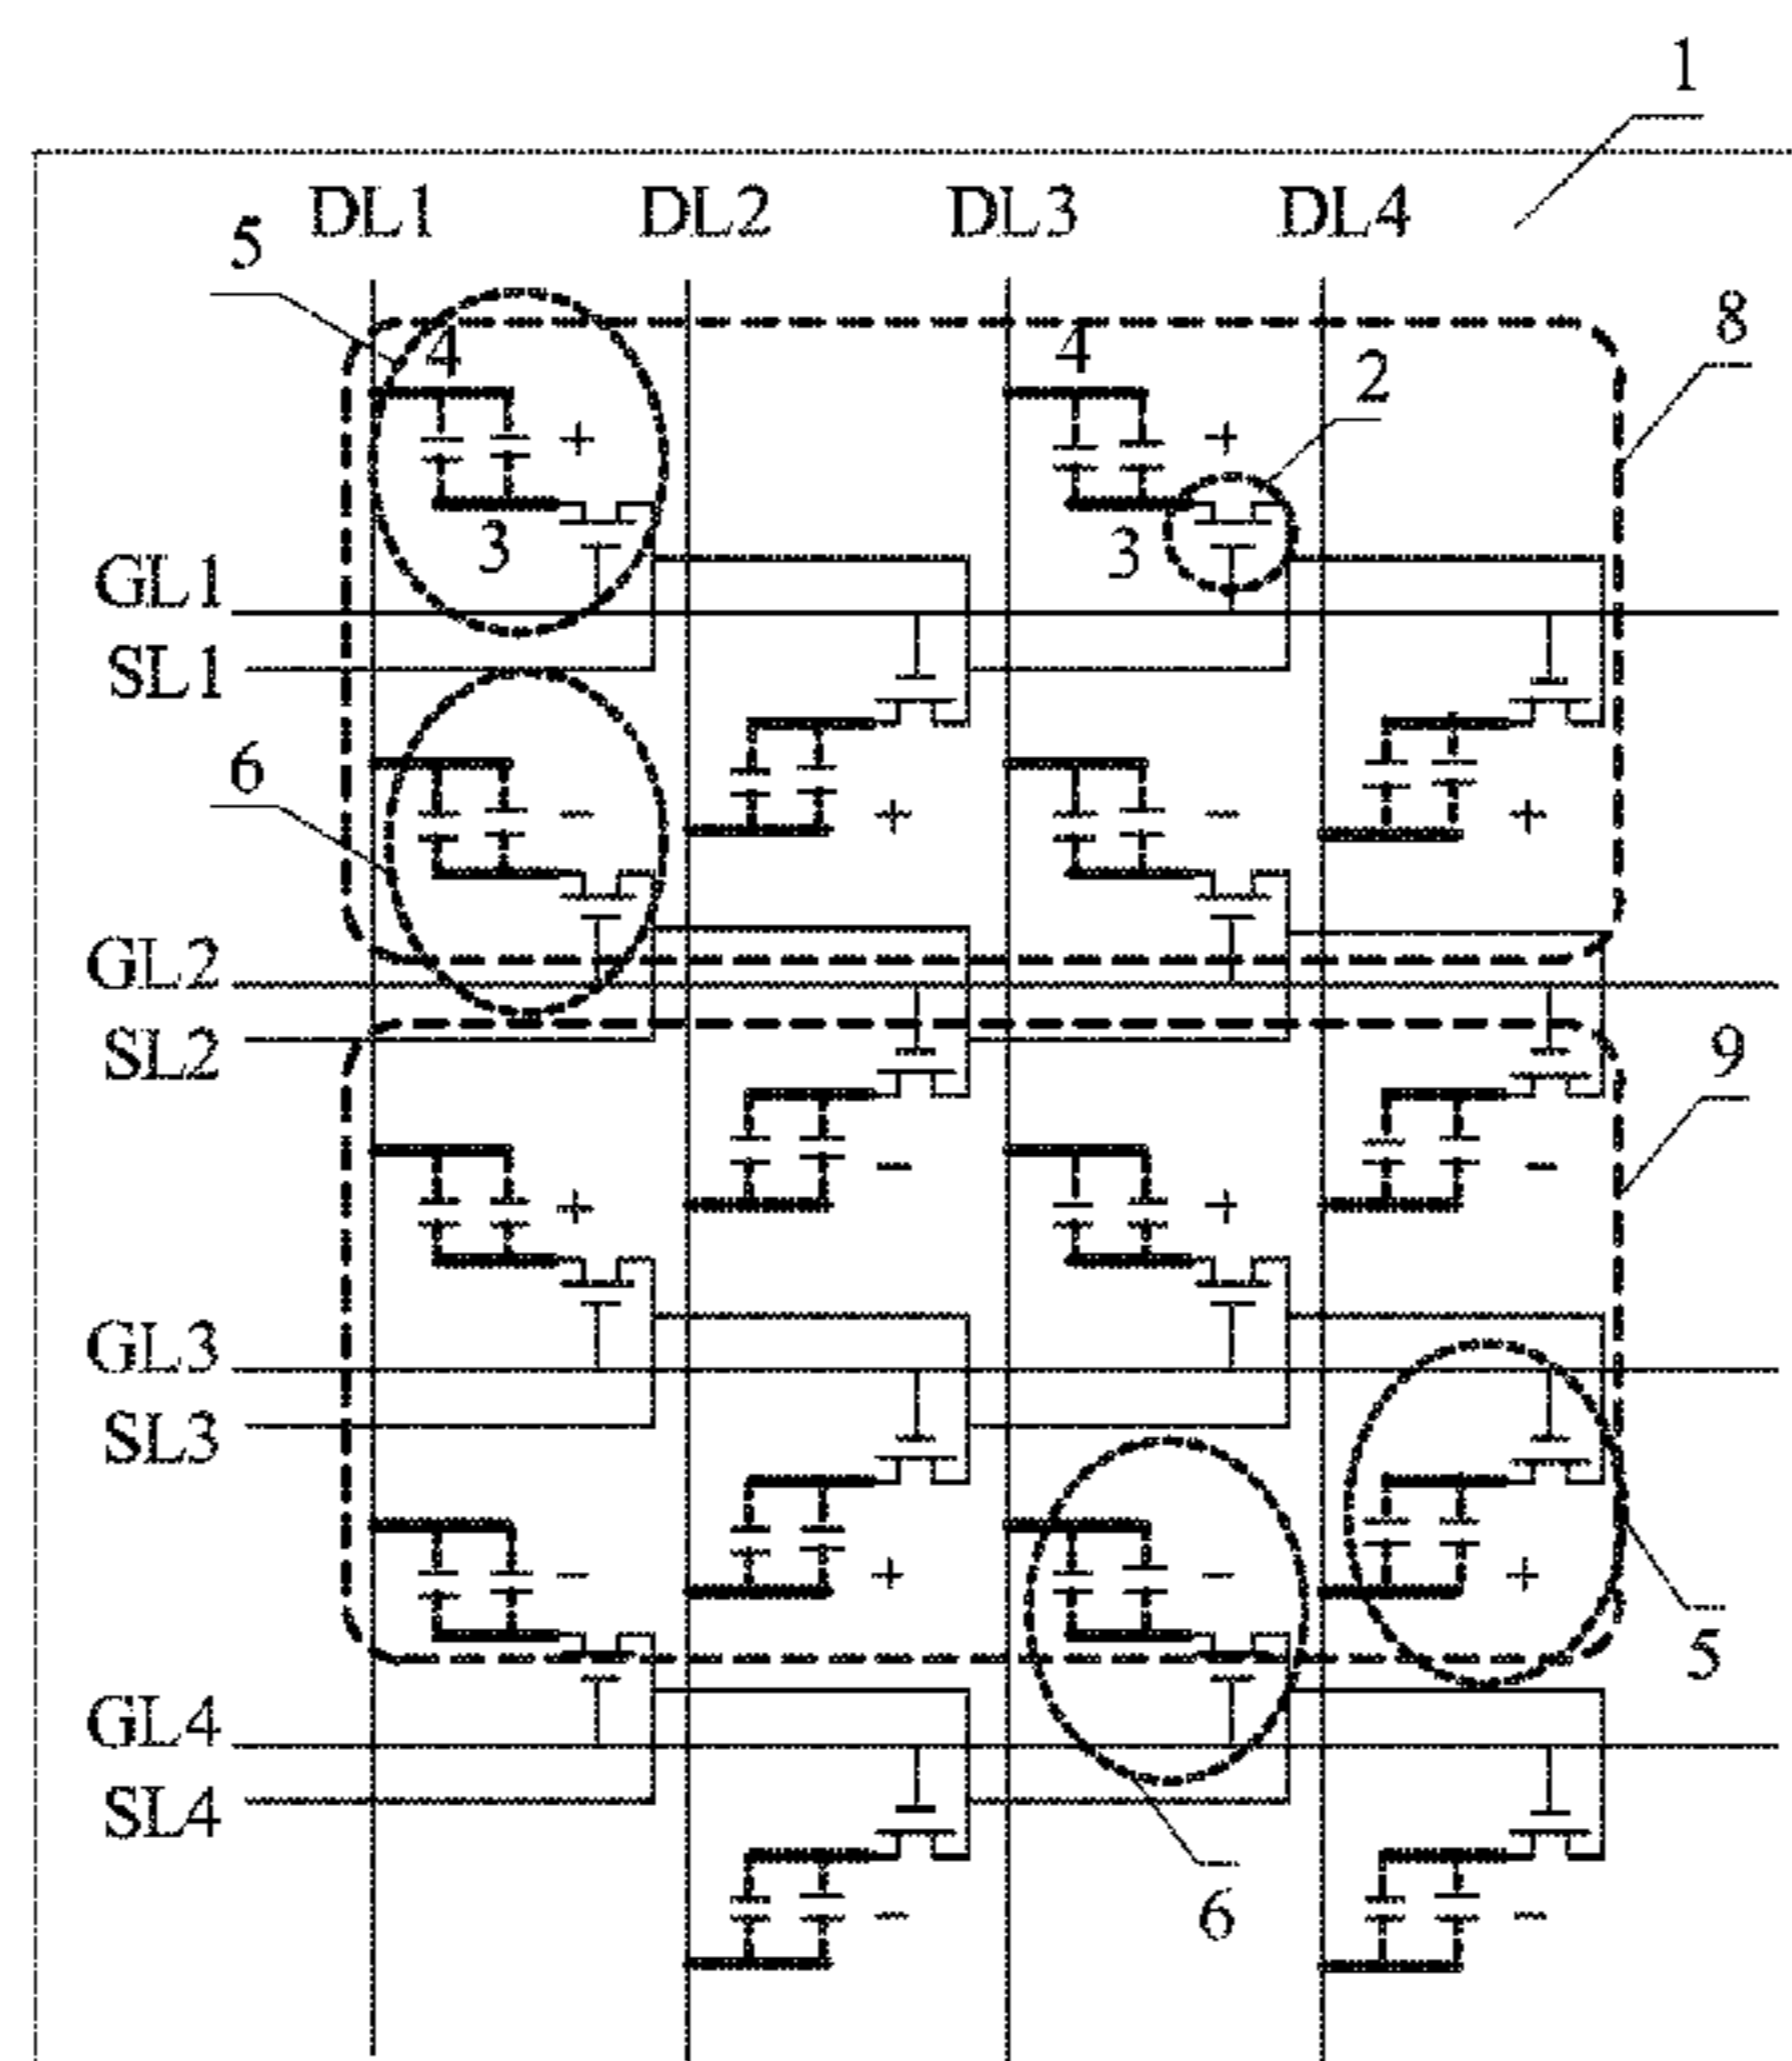 1
DL1 DL2 DL3 DL4
5
8
4 4
2
+ +
3 3
GL1
SL1
6
- + - +
GL2
SL2
9
- -
+ +
GL3
SL3
- + - +
5
GL4
SL4
6
- -